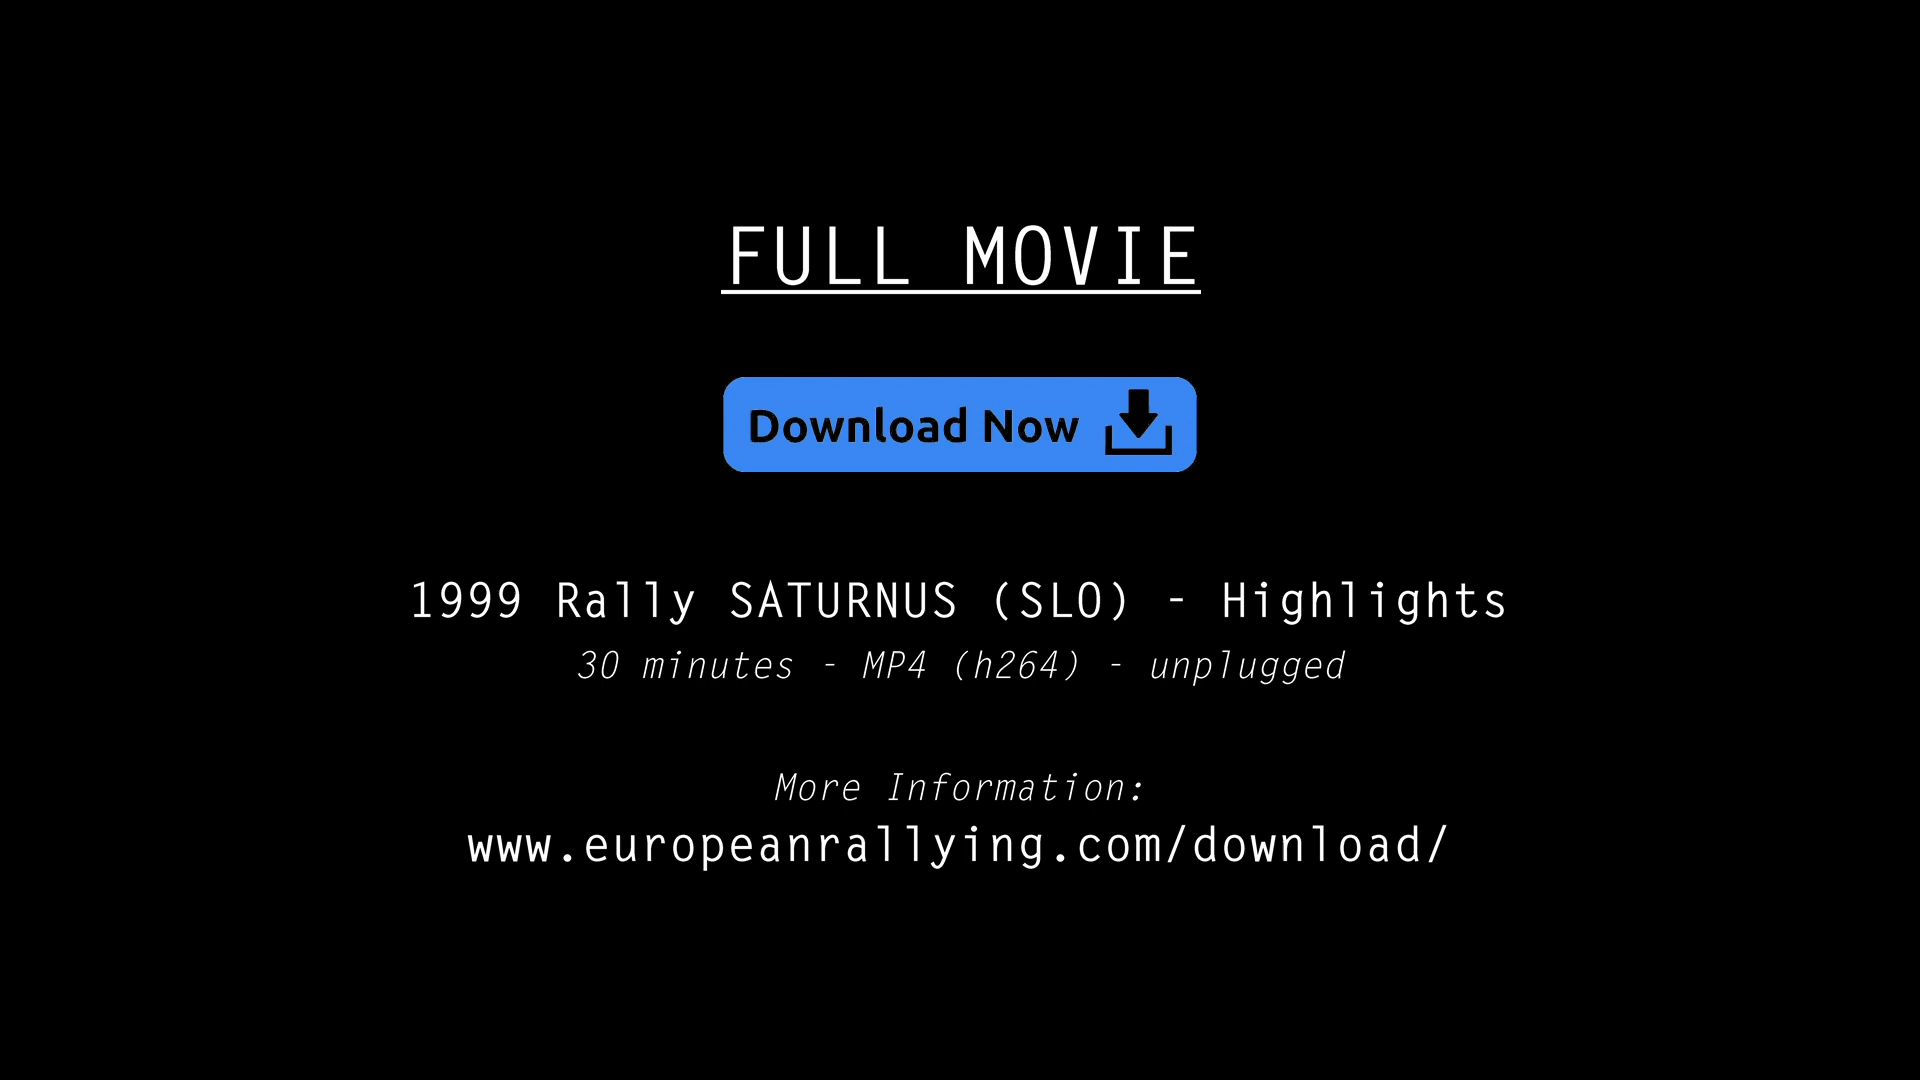 FULL MOVIE
Download Now
1999 Rally SATURNUS (SLO) - Highlights
30 minutes - MP4 (h264) - unplugged
More Information:
www.europeanrallying.com/download/